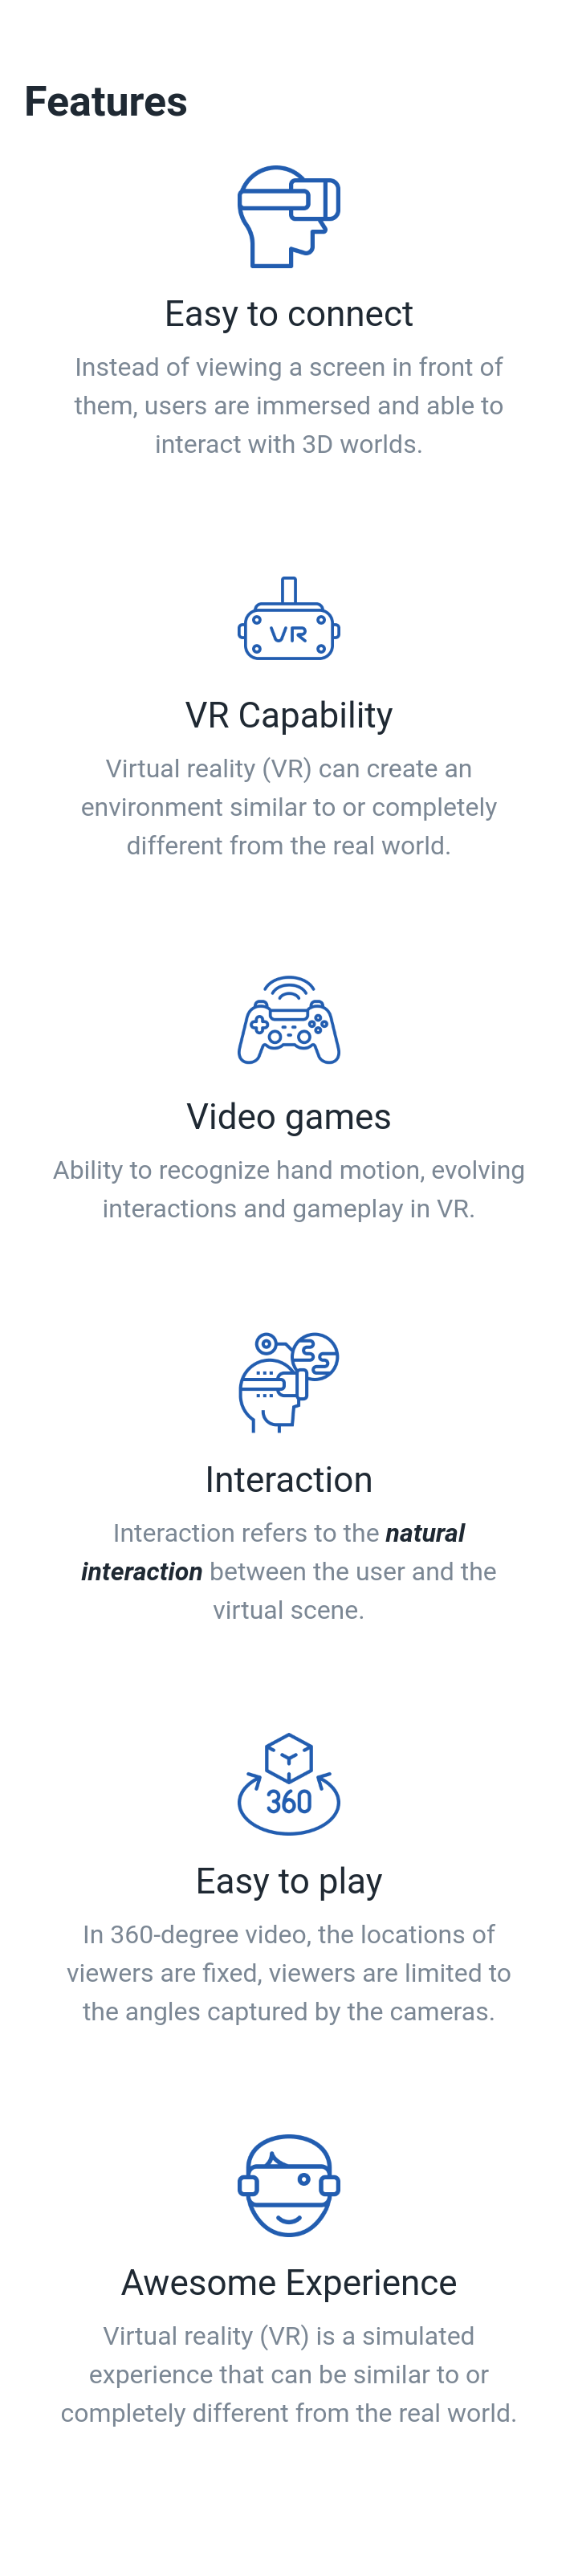 Features
Easy to connect
Instead of viewing a screen in front of
them, users are immersed and able to
interact with 3D worlds.
VR
VR Capability
Virtual reality (VR) can create an
environment similar to or completely
different from the real world.
Video games
Ability to recognize hand motion, evolving
interactions and gameplay in VR.
Interaction
Interaction refers to the natural
interaction between the user and the
virtual scene.
360
Easy to play
In 360-degree video, the locations of
viewers are fixed, viewers are limited to
the angles captured by the cameras.
Awesome Experience
Virtual reality (VR) is a simulated
experience that can be similar to or
completely different from the real world.